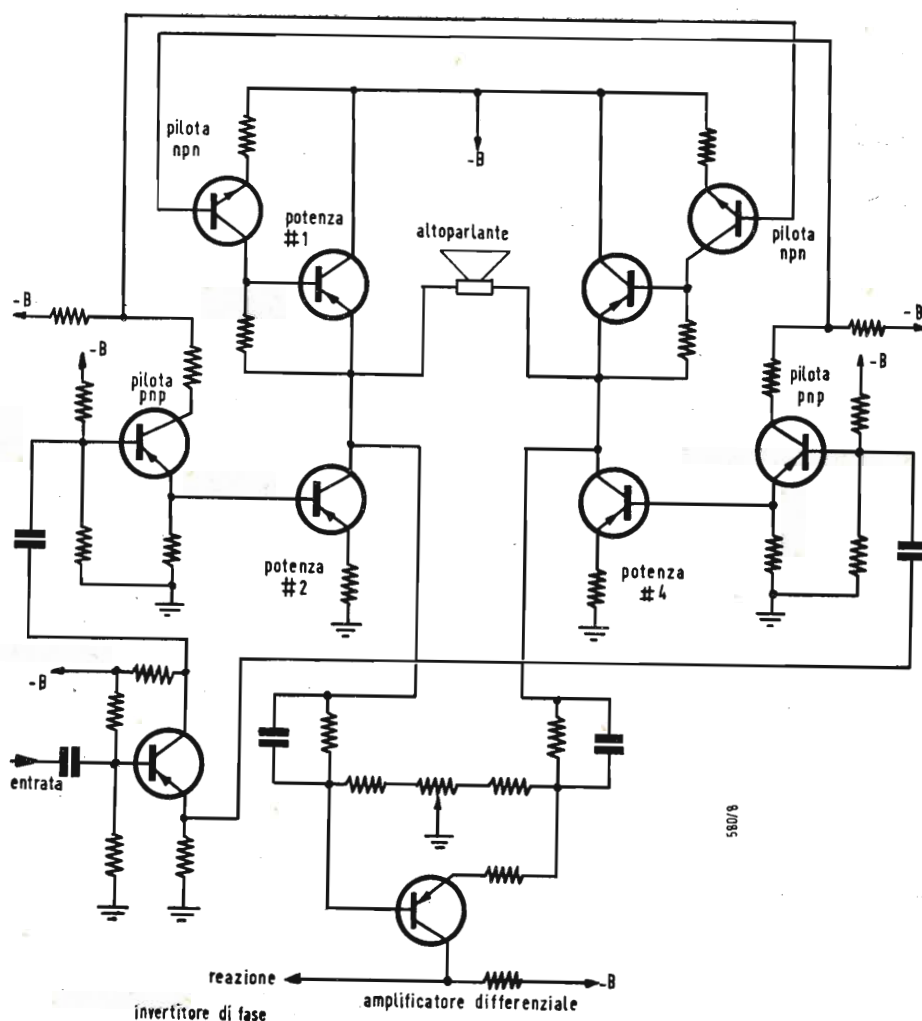 pilota
npn
-B
potenza
#1
altoparlante
pilota
npn
-B
-B
-B
-B
pilota
pnp
pilota
pnp
potenza
#2
potenza
#4
-B
entrata
580/8
reazione
amplificatore differenziale
-B
invertitore di fase